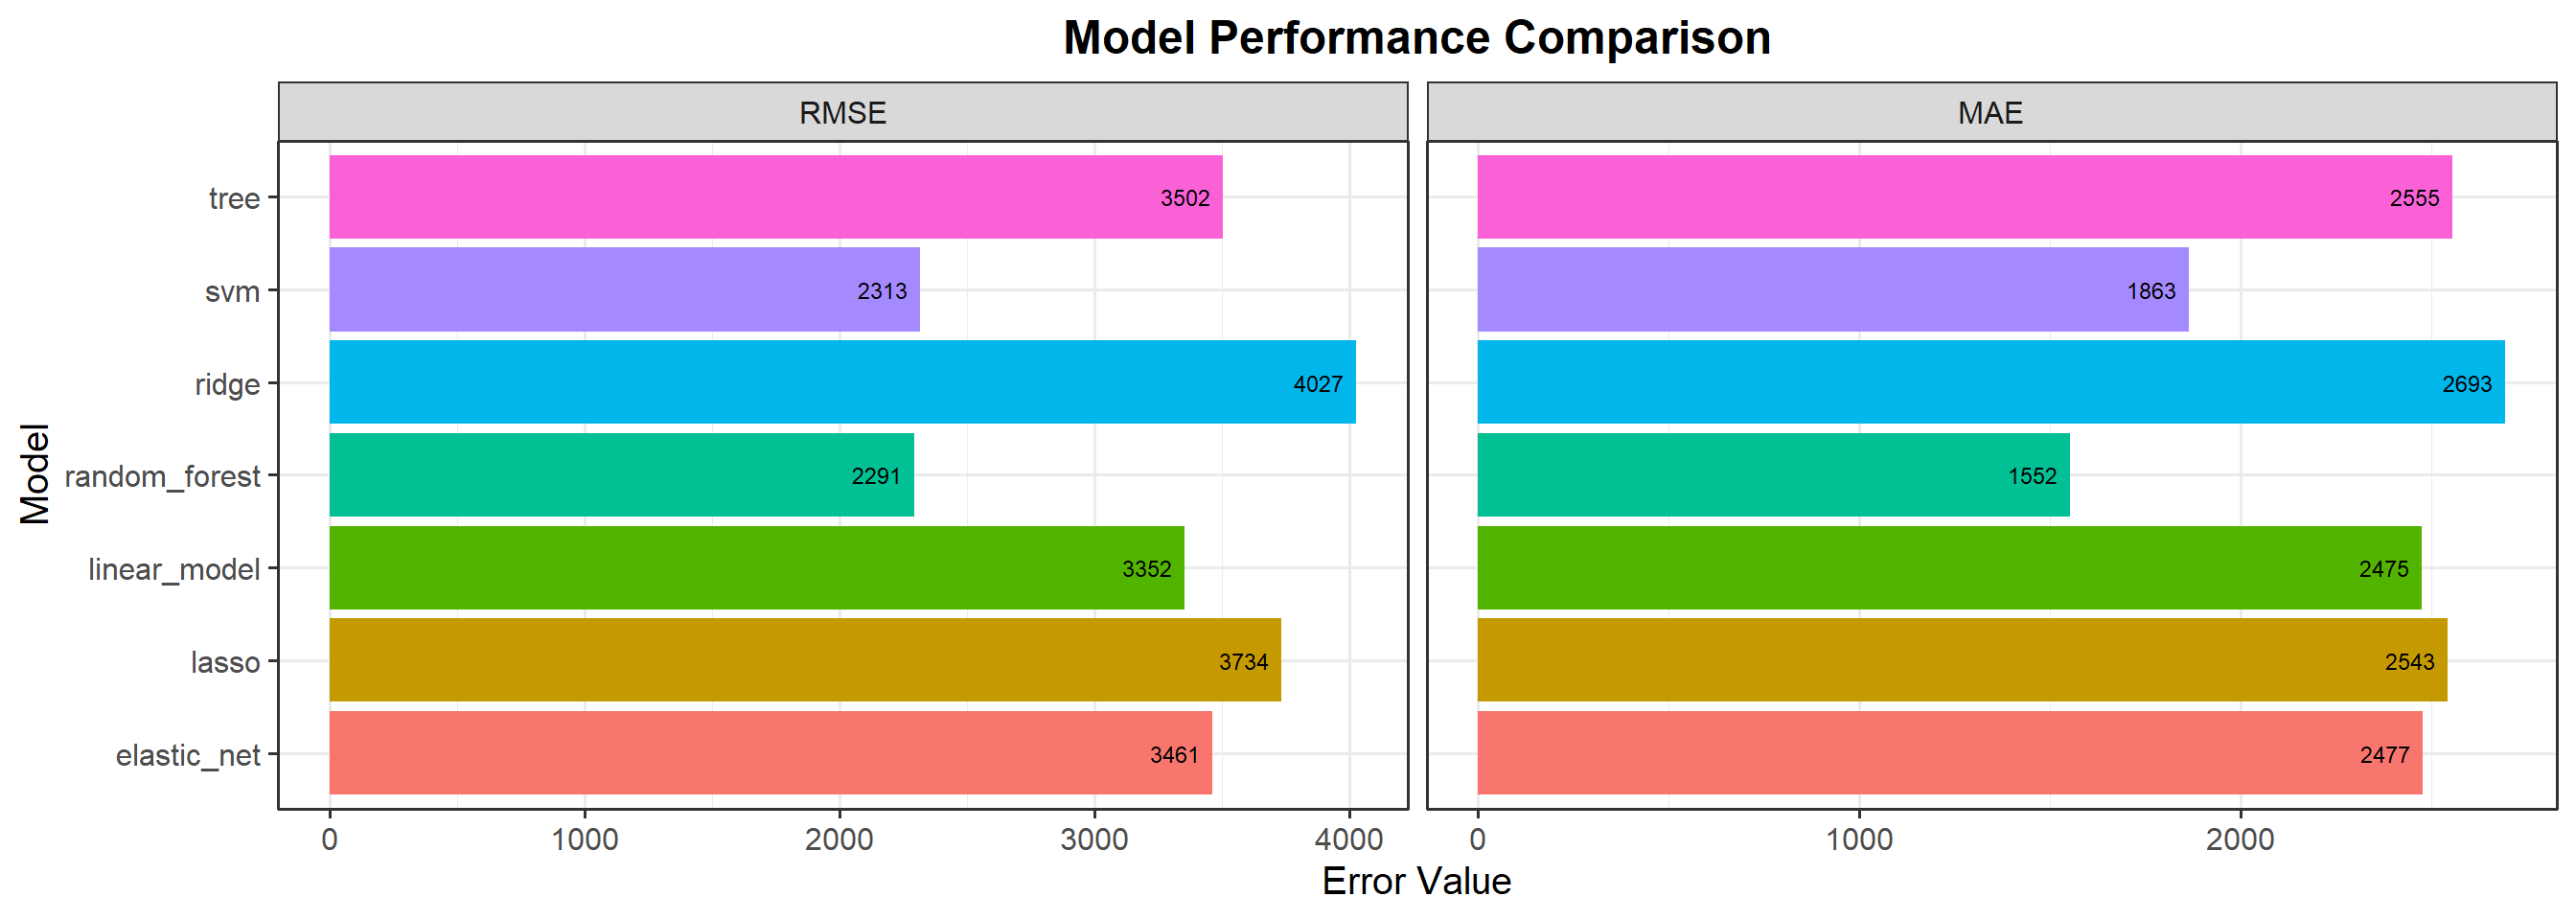 Model Performance Comparison
RMSE
MAE
Model
tree
3502
2555
svm
2313
1863
ridge
4027
2693
random_forest
2291
1552
linear_model
3352
2475
lasso
3734
2543
elastic_net
3461
2477
0 1000 2000 3000 4000
0 1000 2000
Error Value